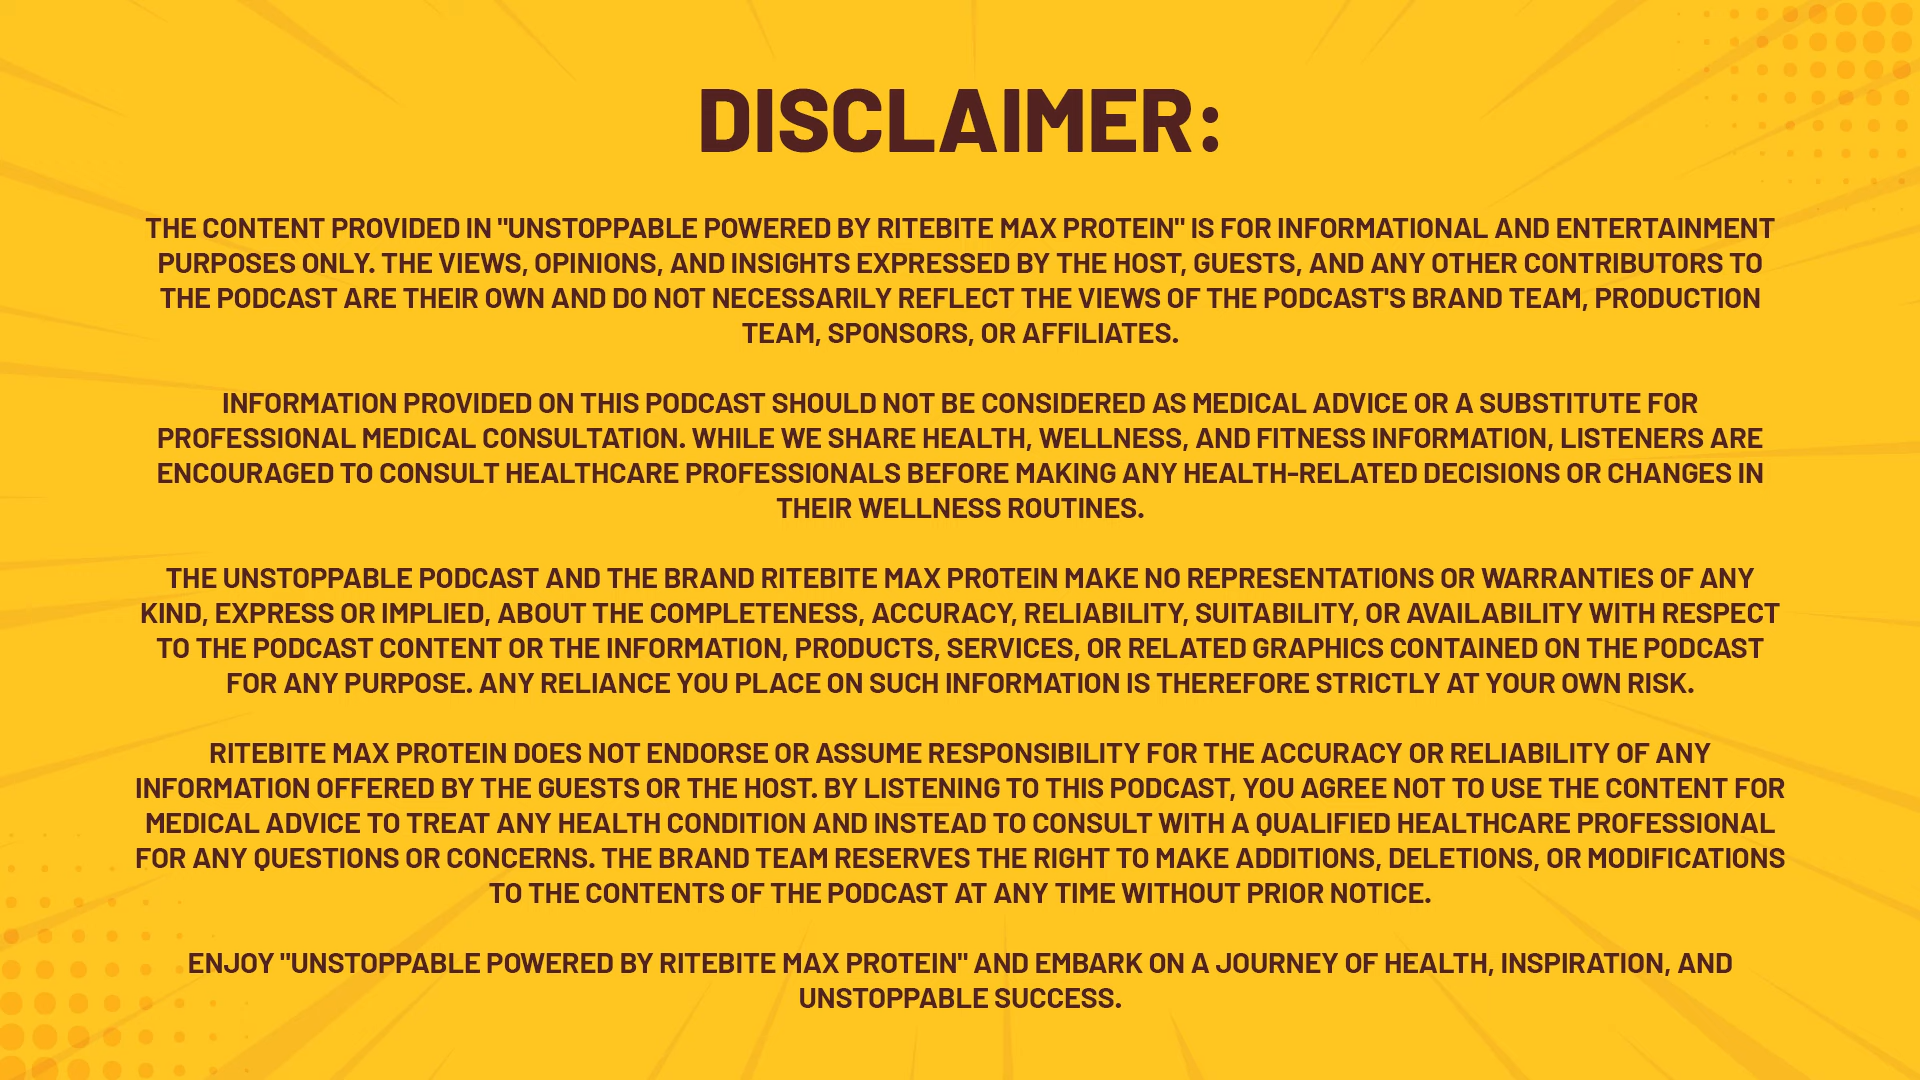 DISCLAIMER:
THE CONTENT PROVIDED IN "UNSTOPPABLE POWERED BY RITEBITE MAX PROTEIN" IS FOR INFORMATIONAL AND ENTERTAINMENT
PURPOSES ONLY. THE VIEWS, OPINIONS, AND INSIGHTS EXPRESSED BY THE HOST, GUESTS, AND ANY OTHER CONTRIBUTORS TO
THE PODCAST ARE THEIR OWN AND DO NOT NECESSARILY REFLECT THE VIEWS OF THE PODCAST'S BRAND TEAM, PRODUCTION
TEAM, SPONSORS, OR AFFILIATES.
INFORMATION PROVIDED ON THIS PODCAST SHOULD NOT BE CONSIDERED AS MEDICAL ADVICE OR A SUBSTITUTE FOR
PROFESSIONAL MEDICAL CONSULTATION. WHILE WE SHARE HEALTH, WELLNESS, AND FITNESS INFORMATION, LISTENERS ARE
ENCOURAGED TO CONSULT HEALTHCARE PROFESSIONALS BEFORE MAKING ANY HEALTH-RELATED DECISIONS OR CHANGES IN
THEIR WELLNESS ROUTINES.
THE UNSTOPPABLE PODCAST AND THE BRAND RITEBITE MAX PROTEIN MAKE NO REPRESENTATIONS OR WARRANTIES OF ANY
KIND, EXPRESS OR IMPLIED, ABOUT THE COMPLETENESS, ACCURACY, RELIABILITY, SUITABILITY, OR AVAILABILITY WITH RESPECT
TO THE PODCAST CONTENT OR THE INFORMATION, PRODUCTS, SERVICES, OR RELATED GRAPHICS CONTAINED ON THE PODCAST
FOR ANY PURPOSE. ANY RELIANCE YOU PLACE ON SUCH INFORMATION IS THEREFORE STRICTLY AT YOUR OWN RISK.
RITEBITE MAX PROTEIN DOES NOT ENDORSE OR ASSUME RESPONSIBILITY FOR THE ACCURACY OR RELIABILITY OF ANY
INFORMATION OFFERED BY THE GUESTS OR THE HOST. BY LISTENING TO THIS PODCAST, YOU AGREE NOT TO USE THE CONTENT FOR
MEDICAL ADVICE TO TREAT ANY HEALTH CONDITION AND INSTEAD TO CONSULT WITH A QUALIFIED HEALTHCARE PROFESSIONAL
FOR ANY QUESTIONS OR CONCERNS. THE BRAND TEAM RESERVES THE RIGHT TO MAKE ADDITIONS, DELETIONS, OR MODIFICATIONS
TO THE CONTENTS OF THE PODCAST AT ANY TIME WITHOUT PRIOR NOTICE.
ENJOY "UNSTOPPABLE POWERED BY RITEBITE MAX PROTEIN" AND EMBARK ON A JOURNEY OF HEALTH, INSPIRATION, AND
UNSTOPPABLE SUCCESS.